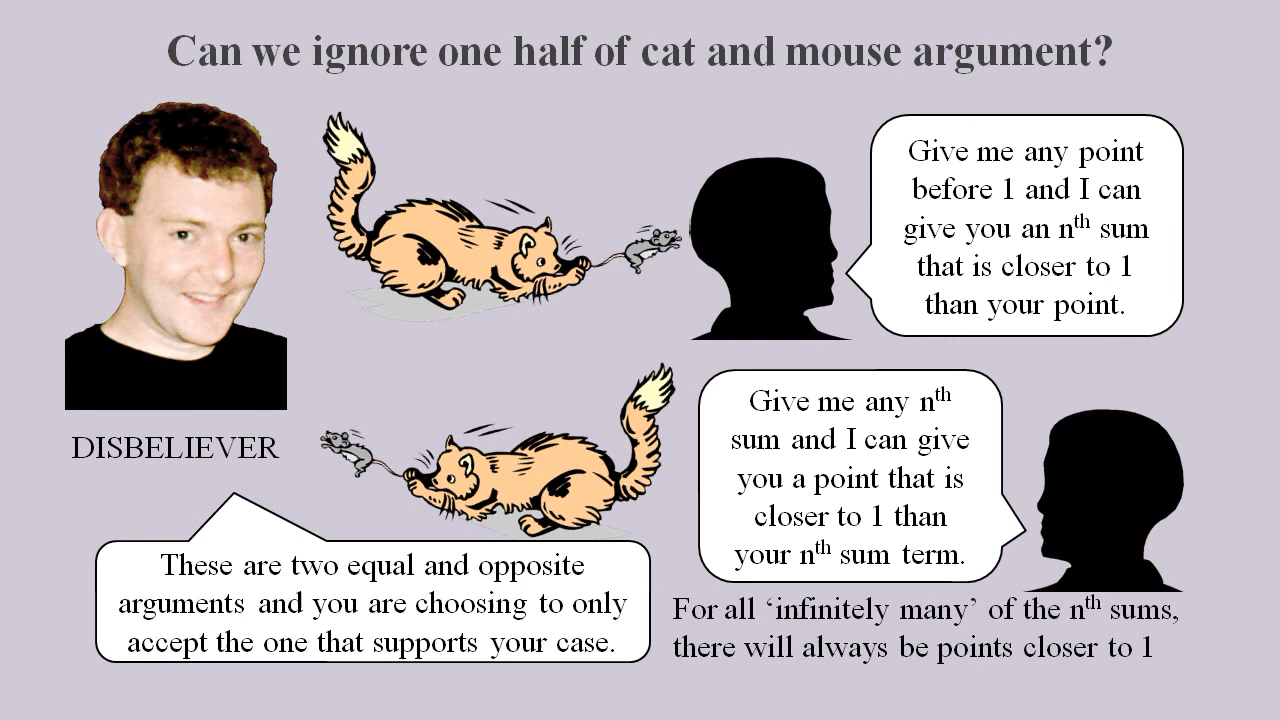 Can we ignore one half of cat and mouse argument?
Give me any point
before 1 and I can
give you an nth sum
that is closer to 1
than your point.
DISBELIEVER
Give me any nth
sum and I can give
you a point that is
closer to 1 than
your nth sum term.
These are two equal and opposite
arguments and you are choosing to only
accept the one that supports your case.
For all ‘infinitely many’ of the nth sums,
there will always be points closer to 1